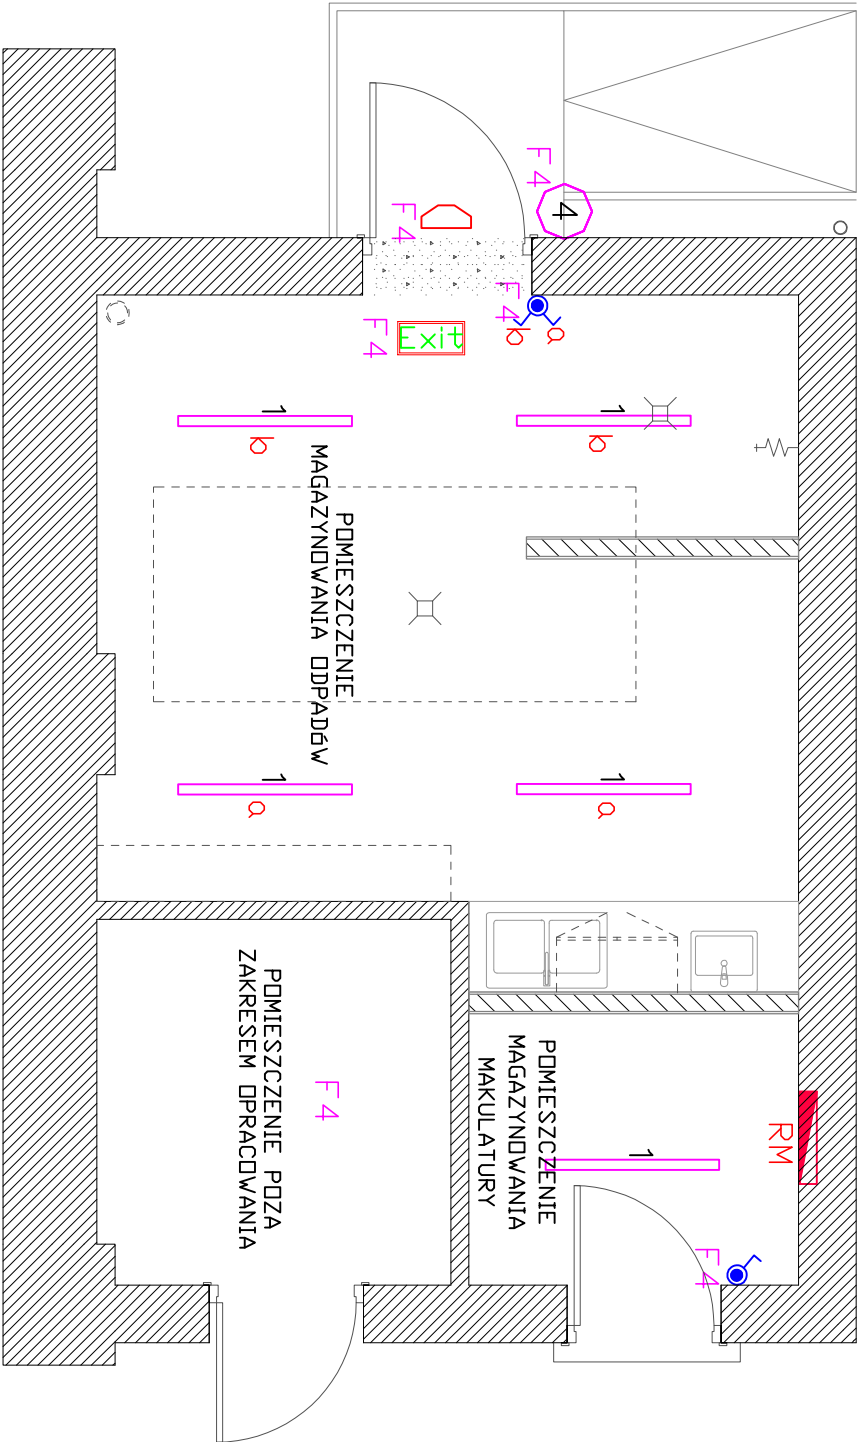 F4
4
F4
F4
a
b
F4
Exit
1
b
1
b
POMIESZCZENIE
MAGAZYNOWANIA ODPADÓW
1
a
1
a
POMIESZCZENIE POZA
ZAKRESEM OPRACOWANIA
F4
POMIESZCZENIE
MAGAZYNOWANIA
MAKULATURY
1
RM
F4